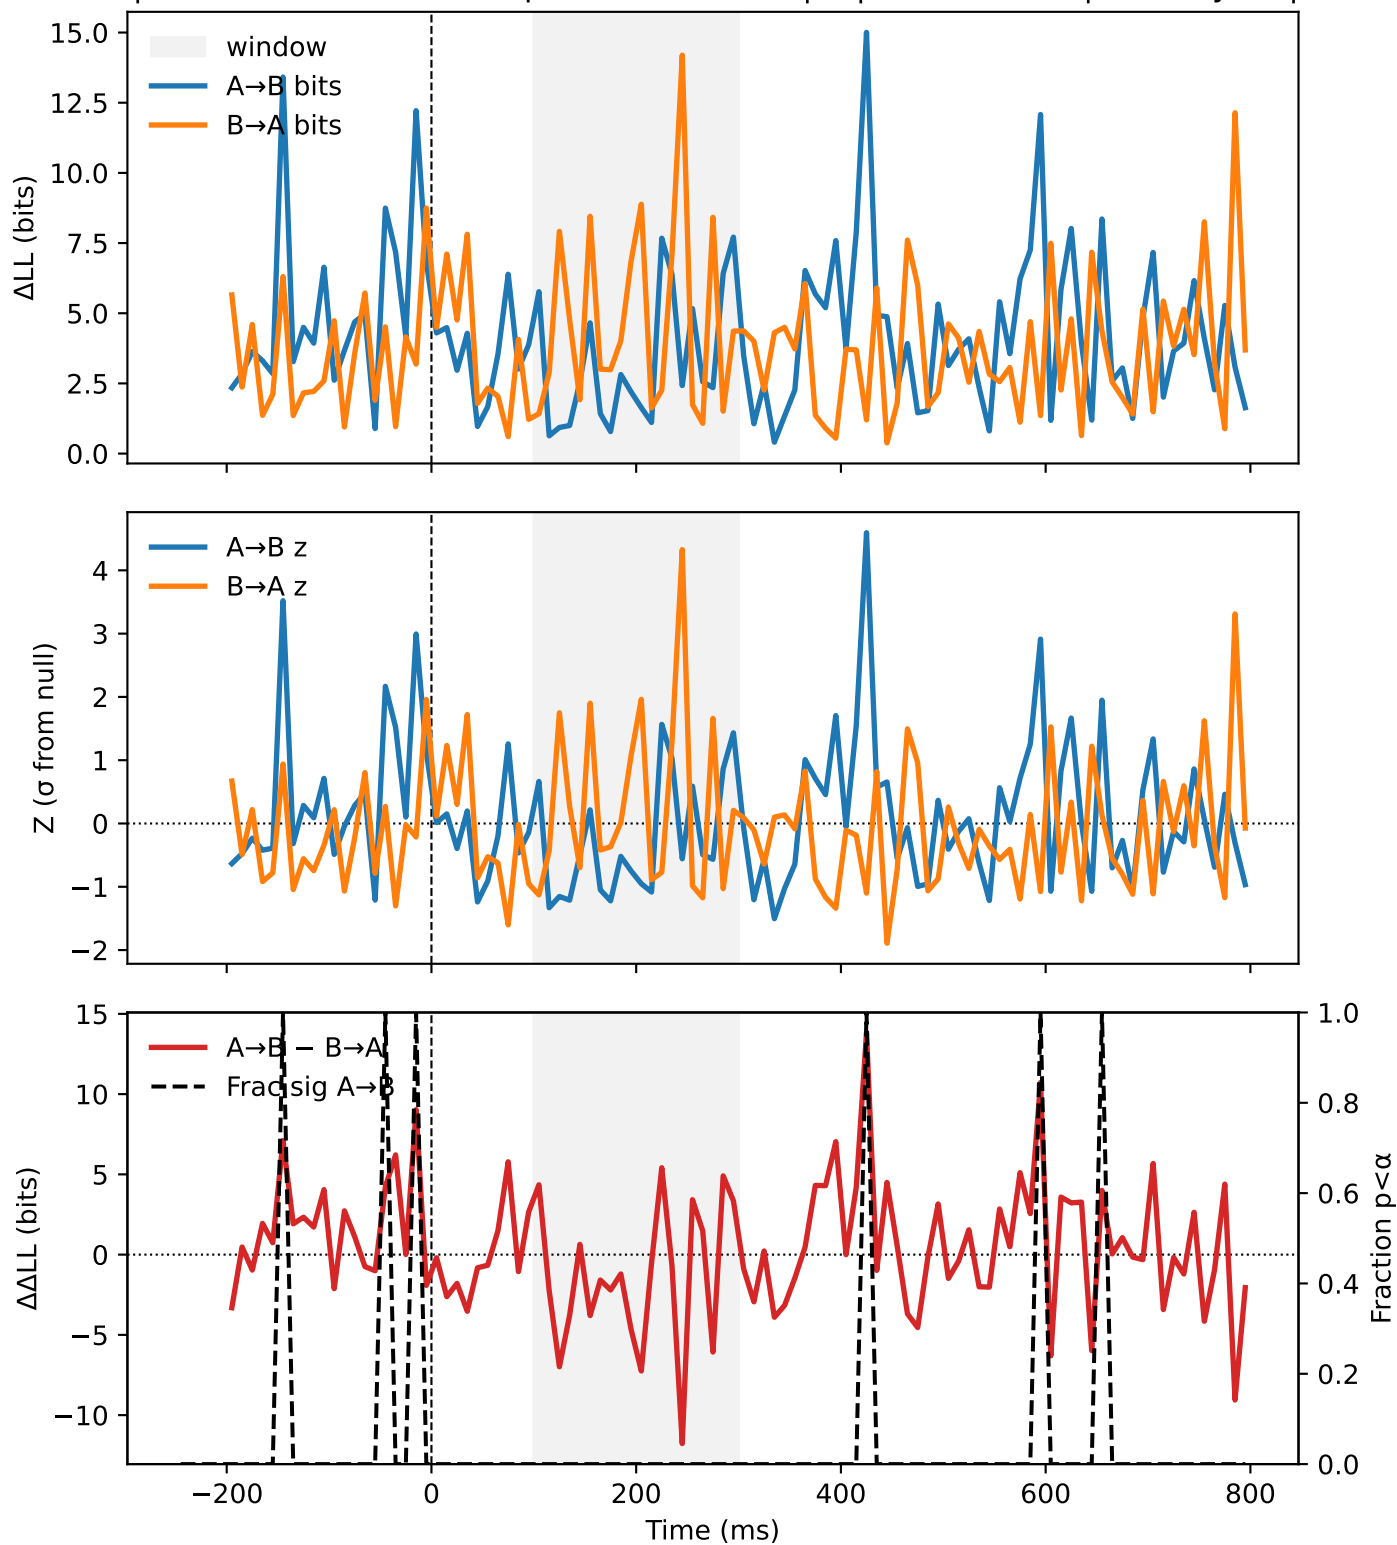 window
A→B bits
B→A bits
ΔLL (bits)
15.0
12.5
10.0
7.5
5.0
2.5
0.0
A→B z
B→A z
Z (σ from null)
4
3
2
1
0
−1
−2
A→B − B→A
Frac sig A→B
ΔΔLL (bits)
15
10
5
0
−5
−10
1.0
0.8
0.6
0.4
0.2
0.0
Fraction p<α
−200 0 200 400 600 800
Time (ms)